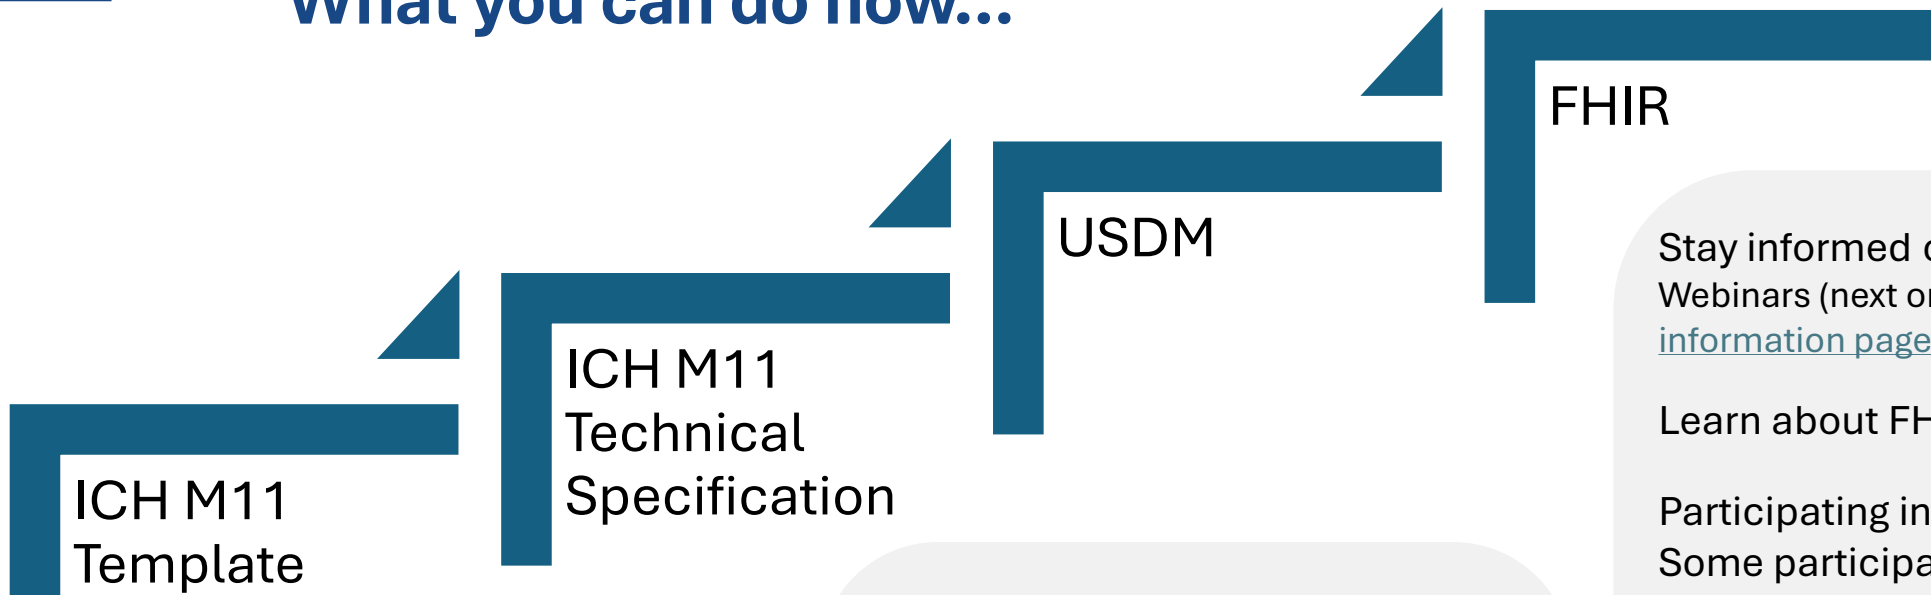 What you can do now...
FHIR
USDM
ICH M11
Technical
Specification
ICH M11
Template
Stay informed
Webinars (next
information page
Learn about
Participating in
Some